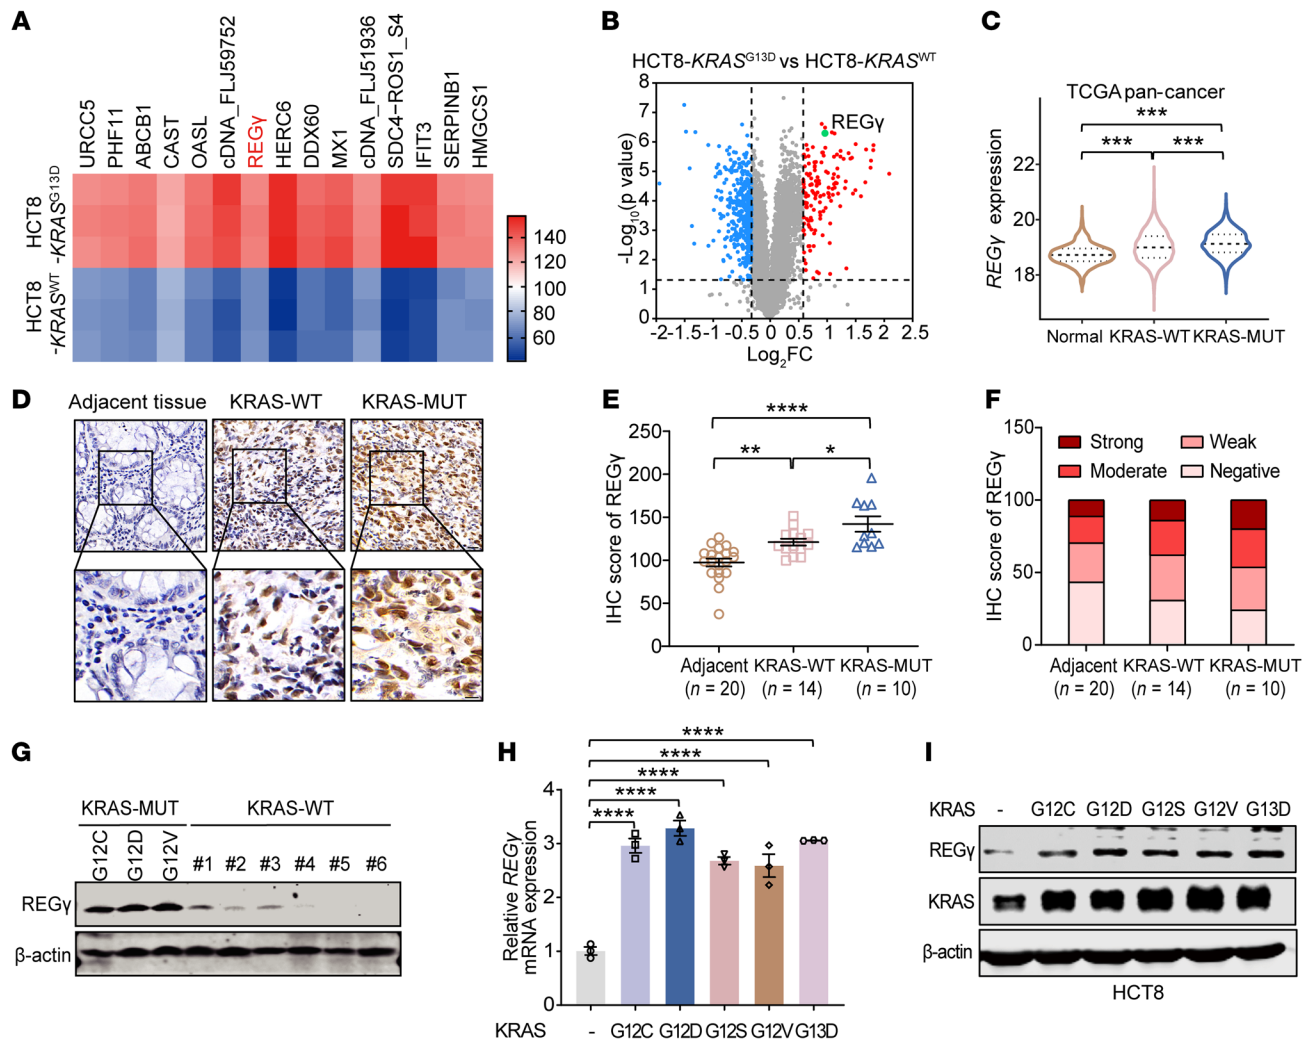 A
URCC5
PHF11
ABCB1
CAST
OASL
cDNA_FLJ59752
REGγ
HERC6
DDX60
MX1
cDNA_FLJ51936
SDC4–ROS1_S4
IFIT3
SERPINB1
HMGCS1
HCT8
-KRASG13D
HCT8
-KRASWT
140
120
100
80
60
B
HCT8-KRASG13D vs HCT8-KRASWT
-Log10(p value)
8
7
6
5
4
3
2
1
0
REGγ
-2 -1.5 -1 -0.5 0 0.5 1 1.5 2 2.5
Log2FC
C
TCGA pan-cancer
***
*** ***
REGγ expression
22
20
18
Normal KRAS-WT KRAS-MUT
D
Adjacent tissue KRAS-WT KRAS-MUT
E
****
** *
IHC score of REGγ
250
200
150
100
50
0
Adjacent KRAS-WT KRAS-MUT
(n = 20) (n = 14) (n = 10)
F
IHC score of REGγ
150
100
50
0
Strong Weak
Moderate Negative
Adjacent KRAS-WT KRAS-MUT
(n = 20) (n = 14) (n = 10)
G
KRAS-MUT KRAS-WT
G12C G12D G12V #1 #2 #3 #4 #5 #6
REGγ
β-actin
H
****
****
****
****
****
Relative REGγ
mRNA expression
4
3
2
1
0
KRAS - G12C G12D G12S G12V G13D
I
KRAS - G12C G12D G12S G12V G13D
REGγ
KRAS
β-actin
HCT8